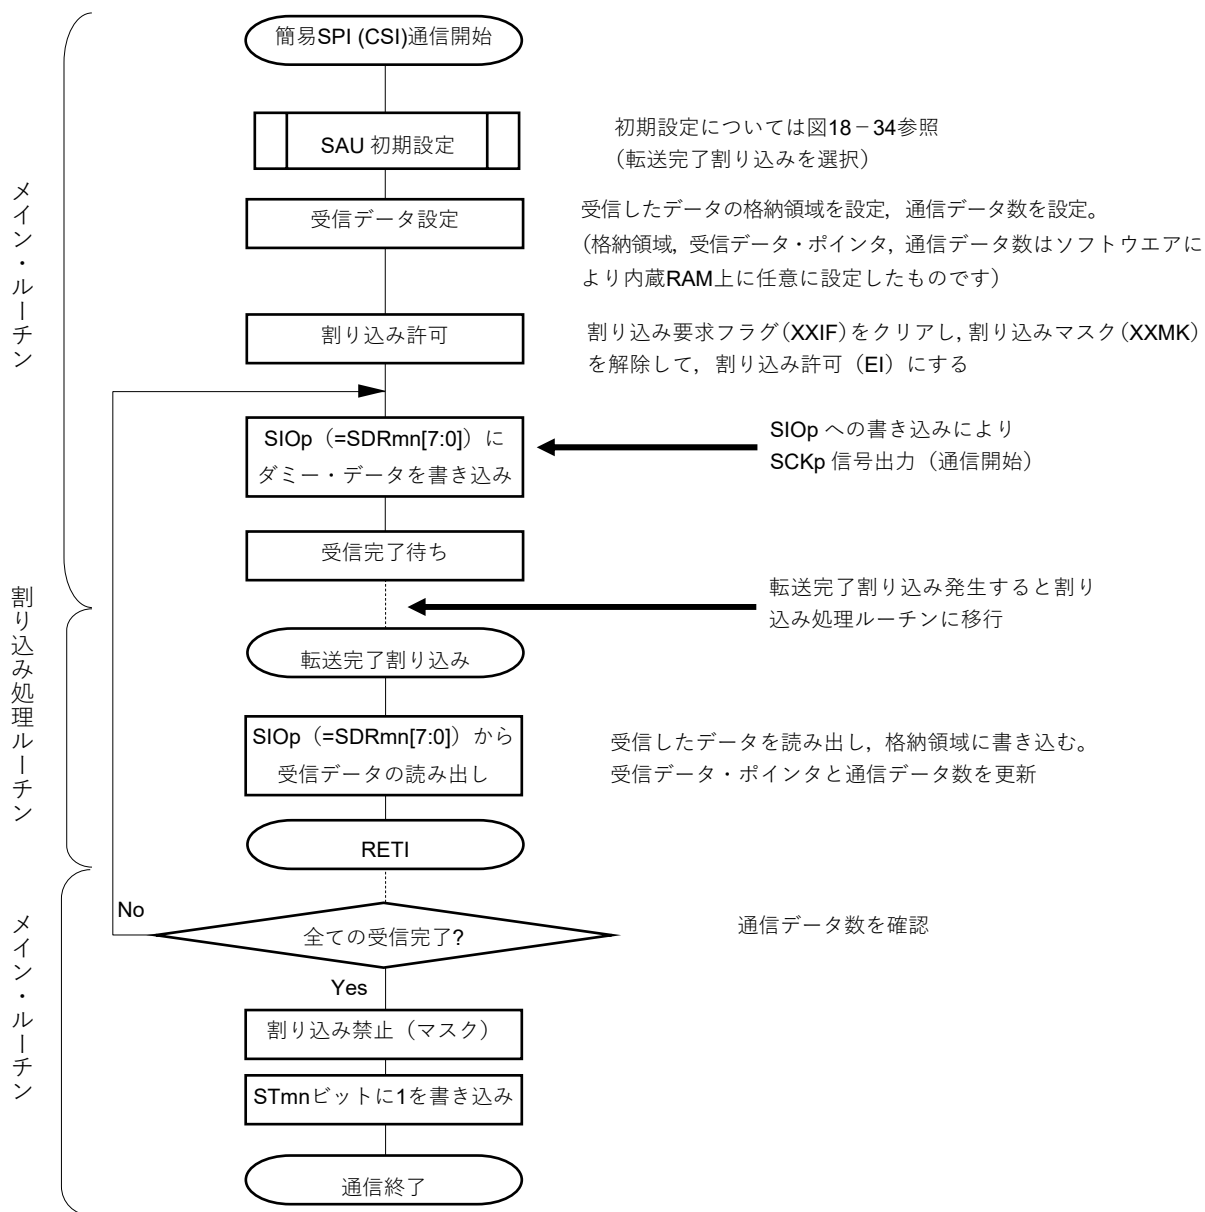 簡易SPI (CSI)通信開始
SAU 初期設定
初期設定については図18－34参照
（転送完了割り込みを選択）
メイン・ルーチン
受信データ設定
受信したデータの格納領域を設定，通信データ数を設定。
（格納領域，受信データ・ポインタ，通信データ数はソフトウエアに
より内蔵RAM上に任意に設定したものです）
割り込み許可
割り込み要求フラグ（XXIF）をクリアし，割り込みマスク（XXMK）
を解除して，割り込み許可（EI）にする
SIOp（=SDRmn[7:0]）に
ダミー・データを書き込み
SIOp への書き込みにより
SCKp 信号出力（通信開始）
受信完了待ち
転送完了割り込み発生すると割り
込み処理ルーチンに移行
割り込み処理ルーチン
転送完了割り込み
SIOp（=SDRmn[7:0]）から
受信データの読み出し
受信したデータを読み出し，格納領域に書き込む。
受信データ・ポインタと通信データ数を更新
RETI
メイン・ルーチン
No
全ての受信完了?
通信データ数を確認
Yes
割り込み禁止（マスク）
STmnビットに1を書き込み
通信終了